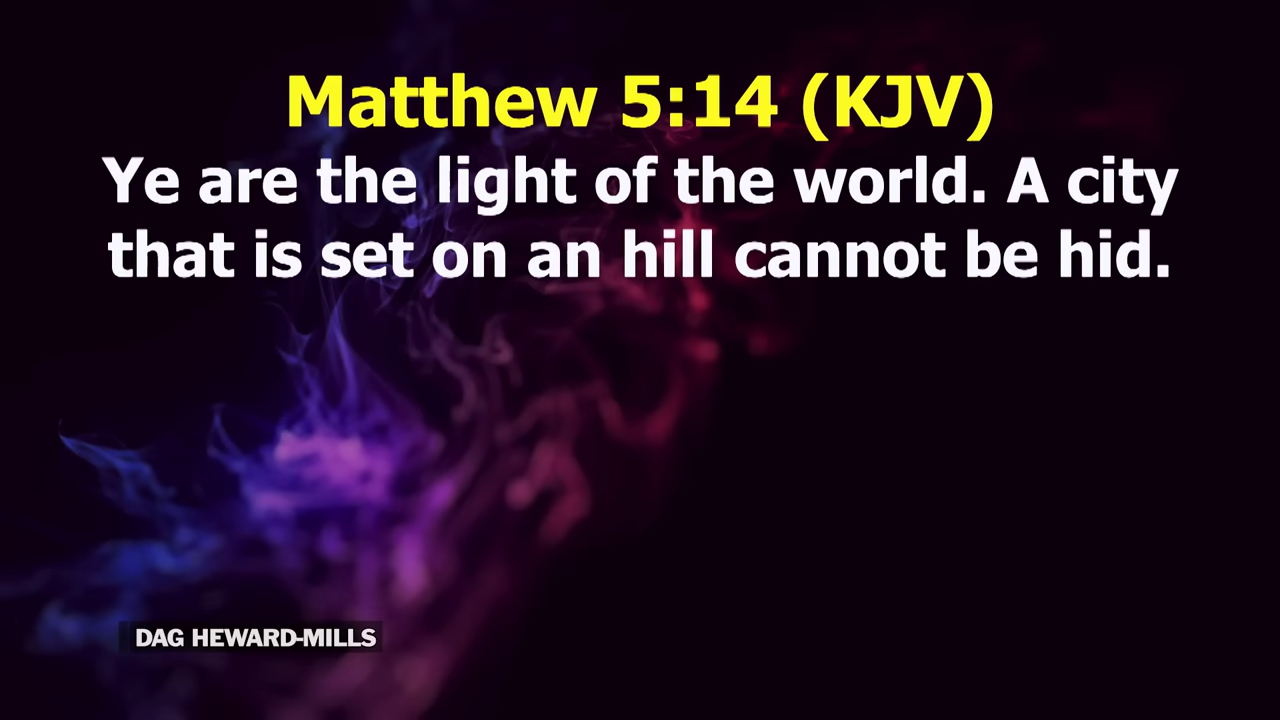 Matthew 5:14 (KJV)
Ye are the light of the world. A city
that is set on an hill cannot be hid.
DAG HEWARD-MILLS